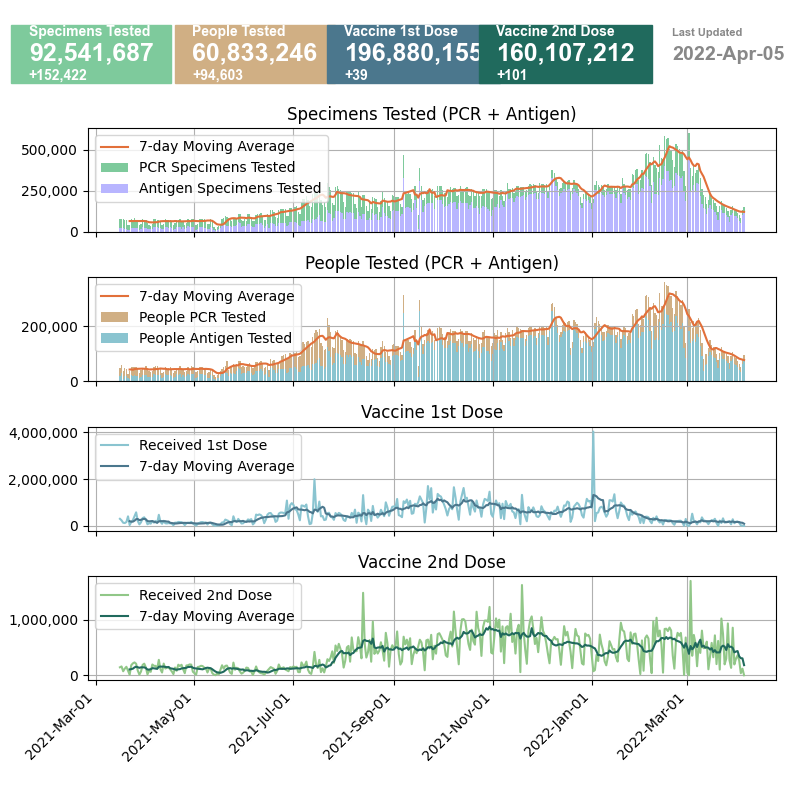 Specimens Tested
92,541,687
+152,422
People Tested
60,833,246
+94,603
Vaccine 1st Dose
196,880,155
+39
Vaccine 2nd Dose
160,107,212
+101
Last Updated
2022-Apr-05
Specimens Tested (PCR + Antigen)
7-day Moving Average
PCR Specimens Tested
Antigen Specimens Tested
500,000
250,000
0
People Tested (PCR + Antigen)
7-day Moving Average
People PCR Tested
People Antigen Tested
200,000
0
Vaccine 1st Dose
Received 1st Dose
7-day Moving Average
4,000,000
2,000,000
0
Vaccine 2nd Dose
Received 2nd Dose
7-day Moving Average
1,000,000
0
2021-Mar-01
2021-May-01
2021-Jul-01
2021-Sep-01
2021-Nov-01
2022-Jan-01
2022-Mar-01